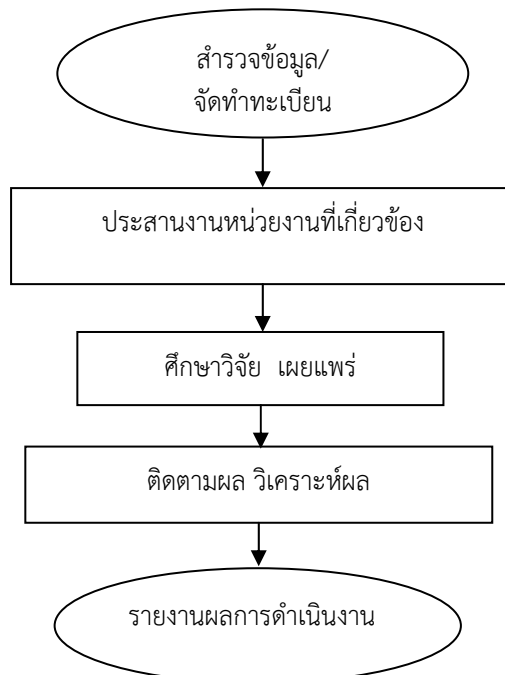 สำรวจข้อมูล/
จัดทำทะเบียน
ประสานงานหน่วยงานที่เกี่ยวข้อง
ศึกษาวิจัย เผยแพร่
ติดตามผล วิเคราะห์ผล
รายงานผลการดำเนินงาน